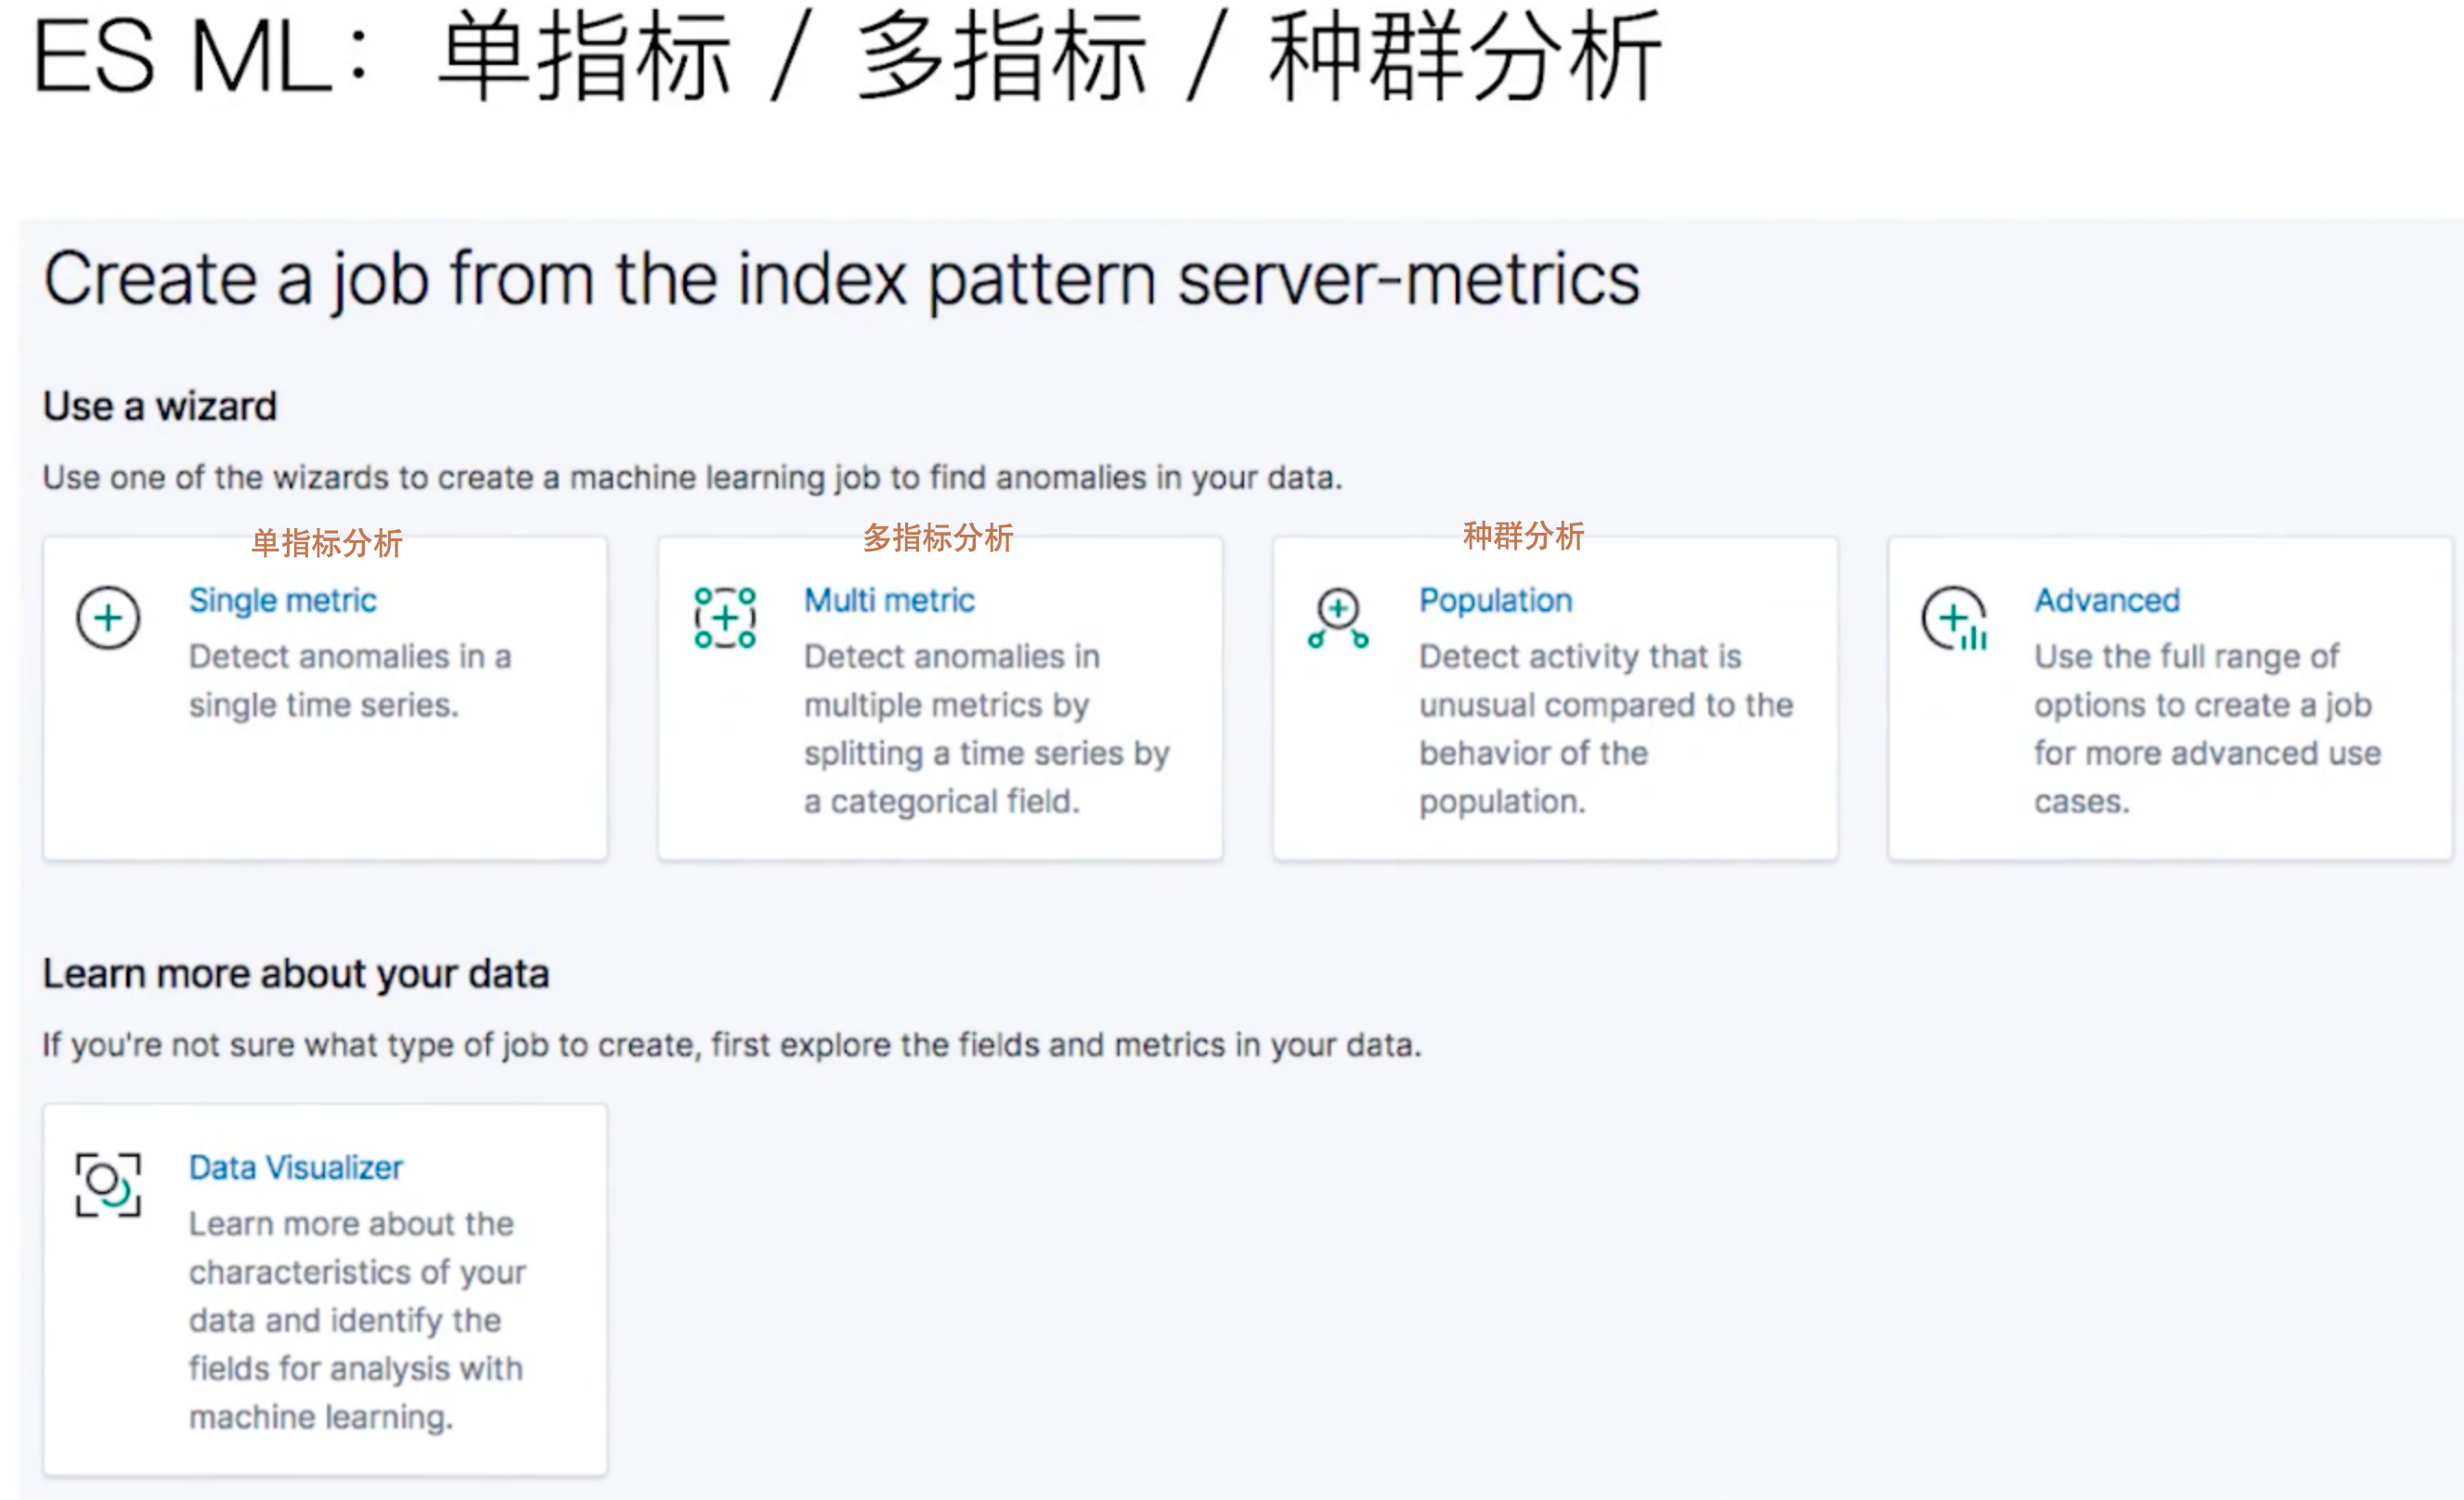 ES ML：单指标 / 多指标 / 种群分析
Create a job from the index pattern server-metrics
Use a wizard
Use one of the wizards to create a machine learning job to find anomalies in your data.
单指标分析
Single metric
Detect anomalies in a
single time series.
多指标分析
Multi metric
Detect anomalies in
multiple metrics by
splitting a time series by
a categorical field.
种群分析
Population
Detect activity that is
unusual compared to the
behavior of the
population.
Advanced
Use the full range of
options to create a job
for more advanced use
cases.
Learn more about your data
If you're not sure what type of job to create, first explore the fields and metrics in your data.
Data Visualizer
Learn more about the
characteristics of your
data and identify the
fields for analysis with
machine learning.